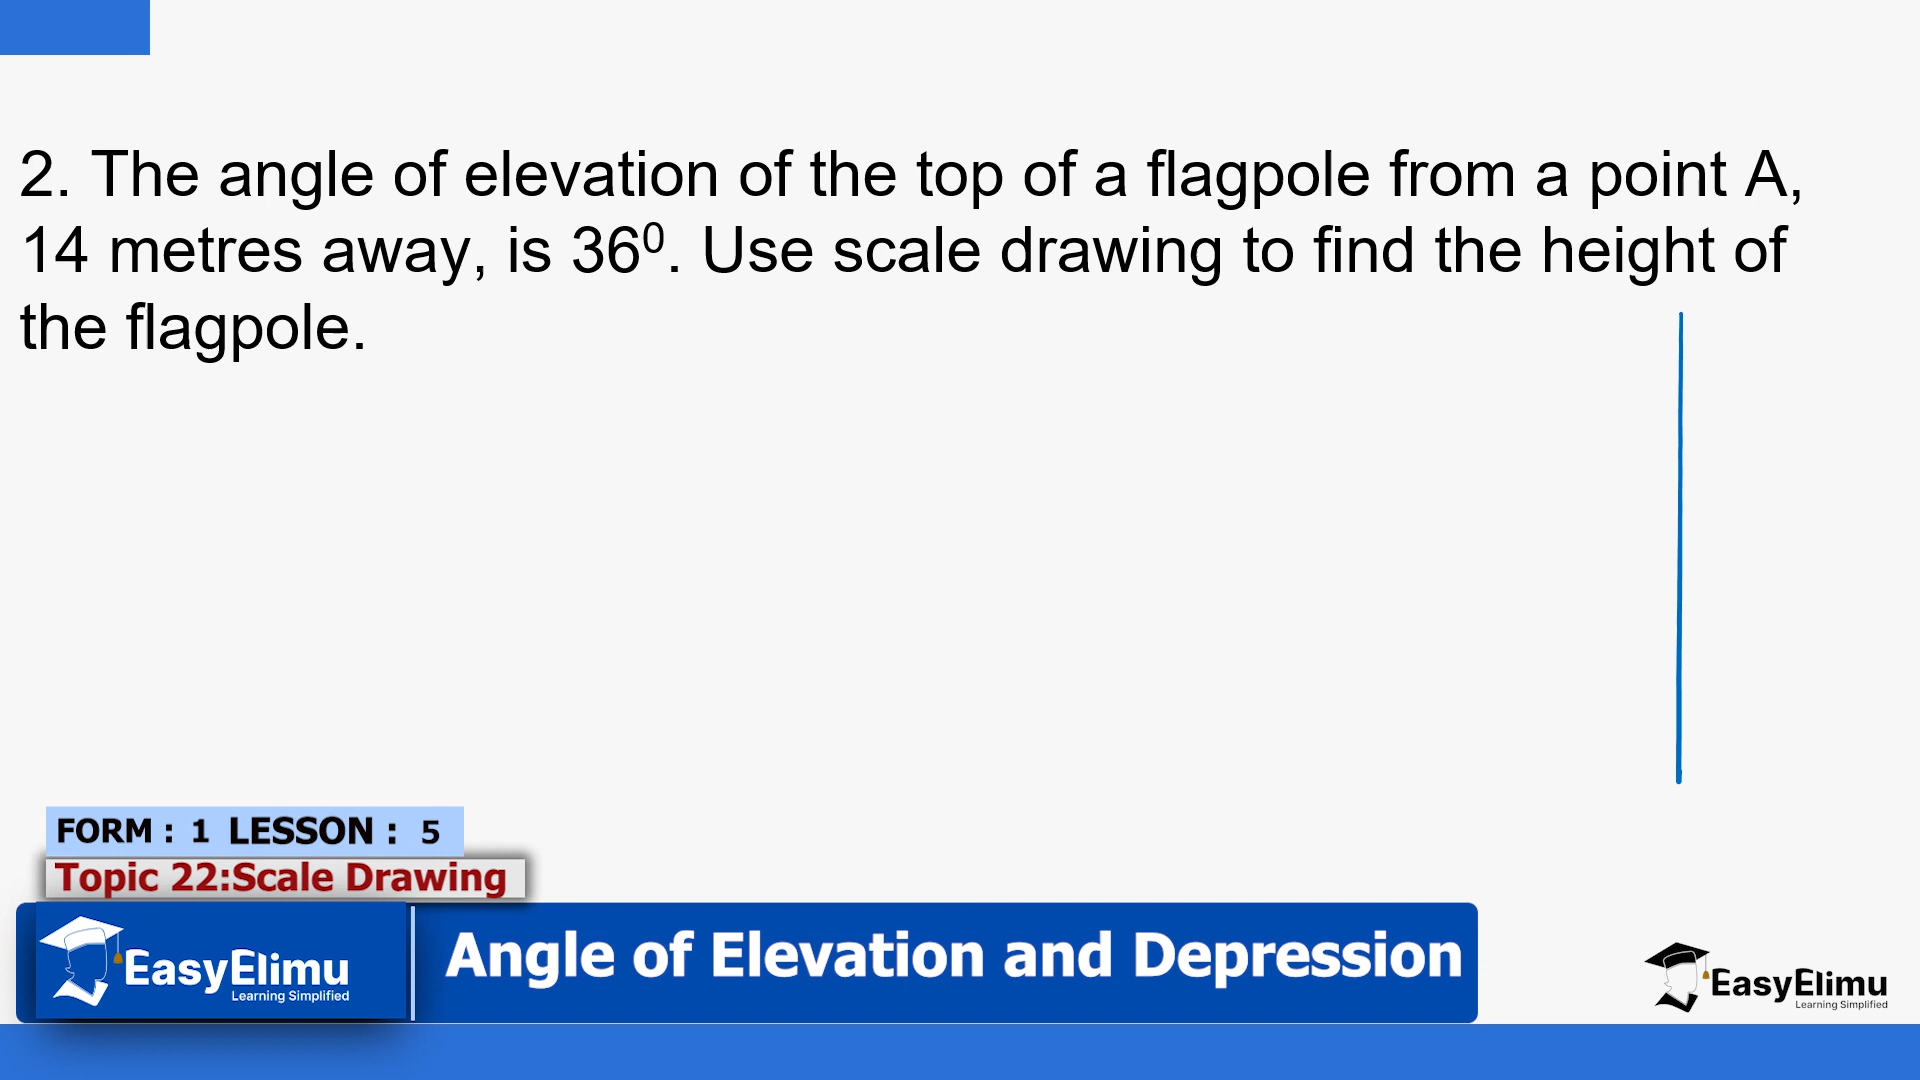 2. The angle of elevation of the top of a flagpole from a point A,
14 metres away, is 36⁰. Use scale drawing to find the height of
the flagpole.
FORM : 1 LESSON : 5
Topic 22:Scale Drawing
EasyElimu
Learning Simplified
Angle of Elevation and Depression
EasyElimu
Learning Simplified